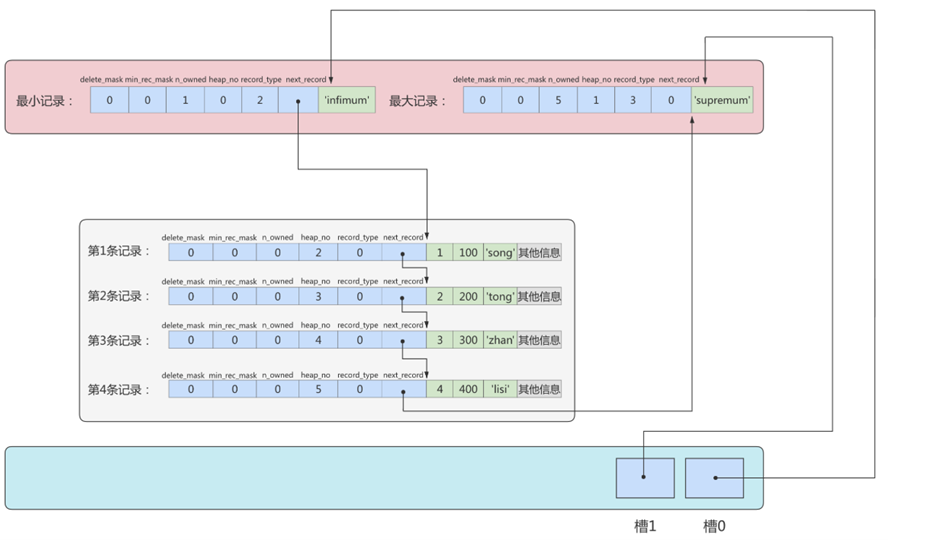 delete_mask min_rec_mask n_owned heap_no record_type next_record
最小记录： 0 0 1 0 2 'infimum'
delete_mask min_rec_mask n_owned heap_no record_type next_record
最大记录： 0 0 5 1 3 0 'supremum'
delete_mask min_rec_mask n_owned heap_no record_type next_record
第1条记录： 0 0 0 2 0 1 100 'song' 其他信息
delete_mask min_rec_mask n_owned heap_no record_type next_record
第2条记录： 0 0 0 3 0 2 200 'tong' 其他信息
delete_mask min_rec_mask n_owned heap_no record_type next_record
第3条记录： 0 0 0 4 0 3 300 'zhan' 其他信息
delete_mask min_rec_mask n_owned heap_no record_type next_record
第4条记录： 0 0 0 5 0 4 400 'lisi' 其他信息
槽1 槽0